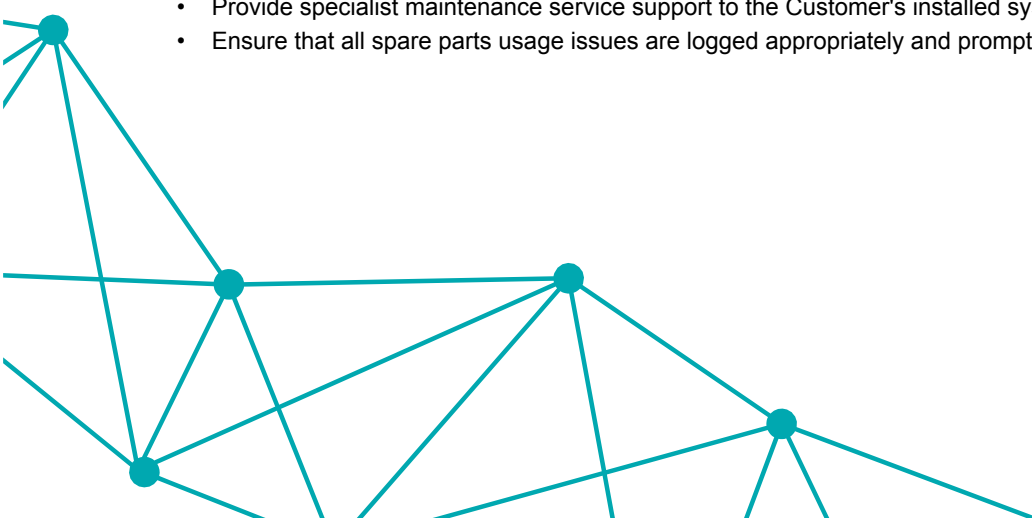 • Provide specialist maintenance service support to the Customer's installed sy
• Ensure that all spare parts usage issues are logged appropriately and prompt